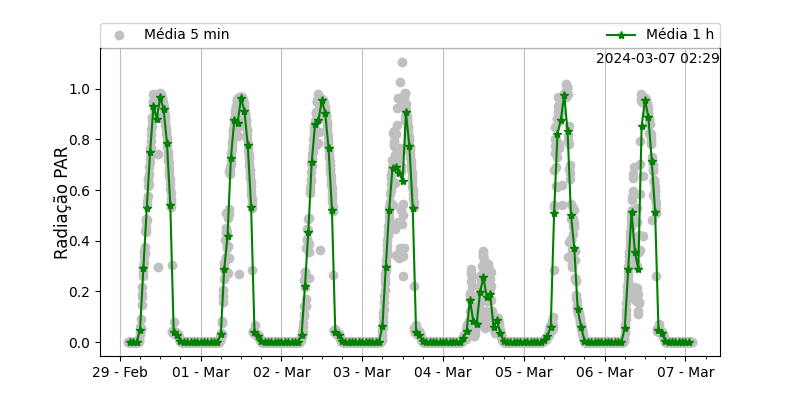 Média 5 min
Média 1 h
2024-03-07 02:29
Radiação PAR
1.0
0.8
0.6
0.4
0.2
0.0
29 - Feb
01 - Mar
02 - Mar
03 - Mar
04 - Mar
05 - Mar
06 - Mar
07 - Mar